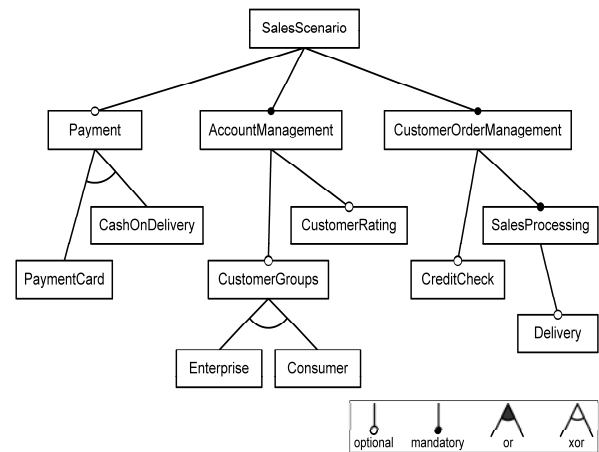 SalesScenario
Payment
AccountManagement
CustomerOrderManagement
CashOnDelivery
CustomerRating
SalesProcessing
PaymentCard
CustomerGroups
CreditCheck
Delivery
Enterprise
Consumer
optional
mandatory
or
xor